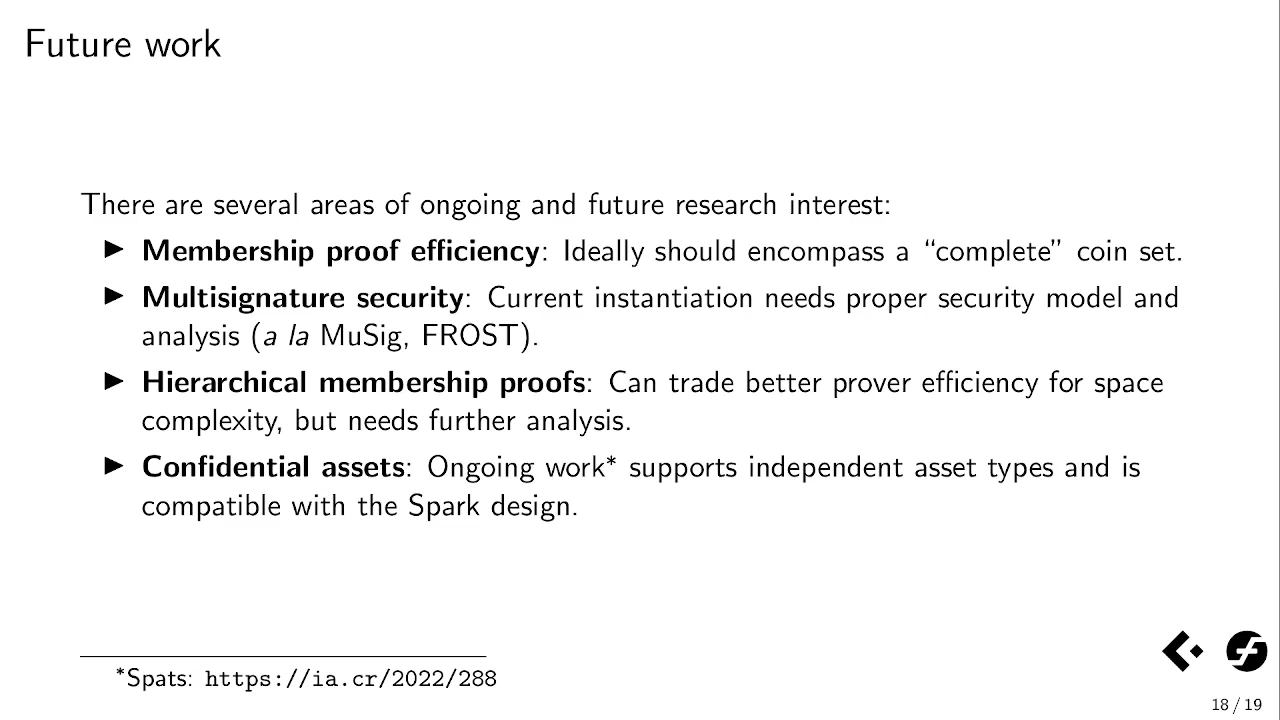 Future work
There are several areas of ongoing and future research interest:
▶ Membership proof efficiency: Ideally should encompass a “complete” coin set.
▶ Multisignature security: Current instantiation needs proper security model and
analysis (a la MuSig, FROST).
▶ Hierarchical membership proofs: Can trade better prover efficiency for space
complexity, but needs further analysis.
▶ Confidential assets: Ongoing work* supports independent asset types and is
compatible with the Spark design.
*Spats: https://ia.cr/2022/288
18 / 19